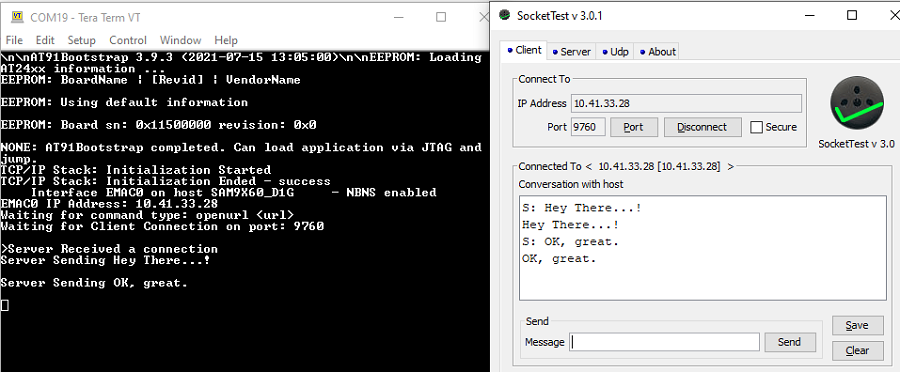 COM19 - Tera Term VT
File Edit Setup Control Window Help
\n\nAT91Bootstrap 3.9.3 (2021-07-15 13:05:00)\n\nEEPROM: Loading
AT24xx information ...
EEPROM: BoardName | [Revid] | VendorName
EEPROM: Using default information
EEPROM: Board sn: 0x11500000 revision: 0x0
NONE: AT91Bootstrap completed. Can load application via JTAG and
jump.
TCP/IP Stack: Initialization Started
TCP/IP Stack: Initialization Ended - success
Interface EMAC0 on host SAM9X60_D1G - NBNS enabled
EMAC0 IP Address: 10.41.33.28
Waiting for command type: openurl <url>
Waiting for Client Connection on port: 9760
>Server Received a connection
Server Sending Hey There...!
Server Sending OK, great.
SocketTest v 3.0.1
Client Server Udp About
Connect To
IP Address 10.41.33.28
Port 9760 Port Disconnect Secure
SocketTest v 3.0
Connected To < 10.41.33.28 [10.41.33.28] >
Conversation with host
S: Hey There...!
Hey There...!
S: OK, great.
OK, great.
Send
Message Send
Save
Clear